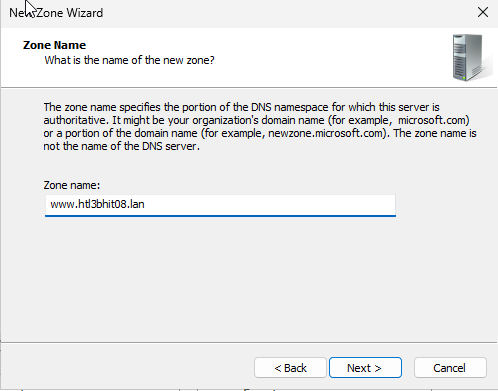 New Zone Wizard
Zone Name
What is the name of the new zone?
The zone name specifies the portion of the DNS namespace for which this server is
authoritative. It might be your organization's domain name (for example, microsoft.com)
or a portion of the domain name (for example, newzone.microsoft.com). The zone name is
not the name of the DNS server.
Zone name:
www.htl3bhit08.lan
< Back
Next >
Cancel